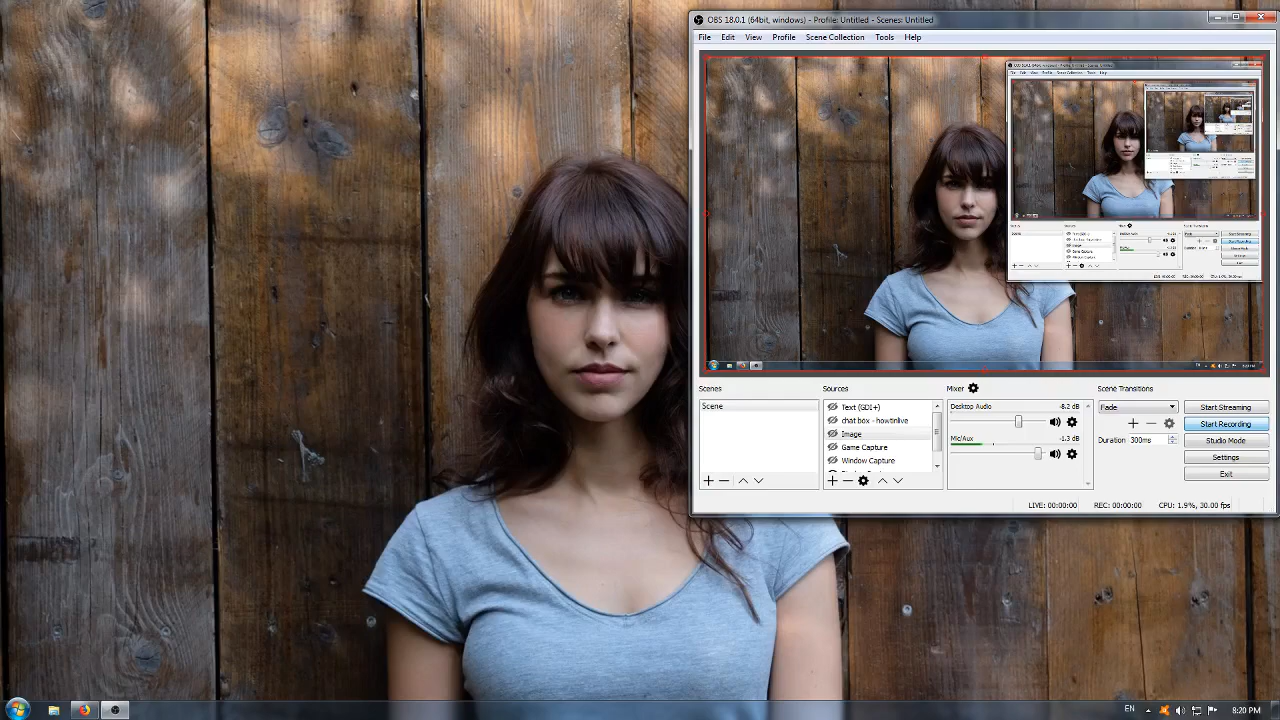 OBS 18.0.1 (64bit, windows) - Profile: Untitled - Scenes: Untitled
File Edit View Profile Scene Collection Tools Help
Scenes
Scene
Sources
Text (GDI+)
chat box - howtinlive
Image
Game Capture
Window Capture
Mixer
Desktop Audio -8.2 dB
Mic/Aux -1.3 dB
Scene Transitions
Fade
Duration 300ms
Start Streaming
Start Recording
Studio Mode
Settings
Exit
LIVE: 00:00:00 REC: 00:00:00 CPU: 1.9%, 30.00 fps
EN 8:20 PM